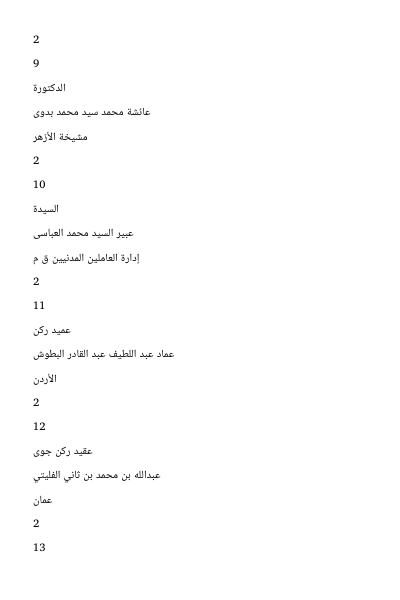 2
9
الدكتورة
عائشة محمد سيد محمد بدوى
مشيخة الأزهر
2
10
السيدة
عبير السيد محمد العباسى
إدارة العاملين المدنيين ق م
2
11
عميد ركن
عماد عبد اللطيف عبد القادر البطوش
الأردن
2
12
عقيد ركن جوى
عبدالله بن محمد بن ثاني الفليتي
عمان
2
13